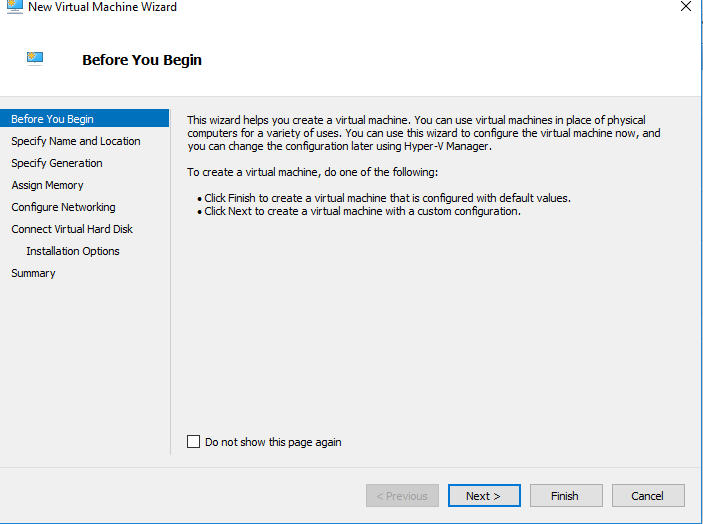 New Virtual Machine Wizard
Before You Begin
Before You Begin
Specify Name and Location
Specify Generation
Assign Memory
Configure Networking
Connect Virtual Hard Disk
Installation Options
Summary
This wizard helps you create a virtual machine. You can use virtual machines in place of physical
computers for a variety of uses. You can use this wizard to configure the virtual machine now, and
you can change the configuration later using Hyper-V Manager.
To create a virtual machine, do one of the following:
• Click Finish to create a virtual machine that is configured with default values.
• Click Next to create a virtual machine with a custom configuration.
Do not show this page again
< Previous
Next >
Finish
Cancel